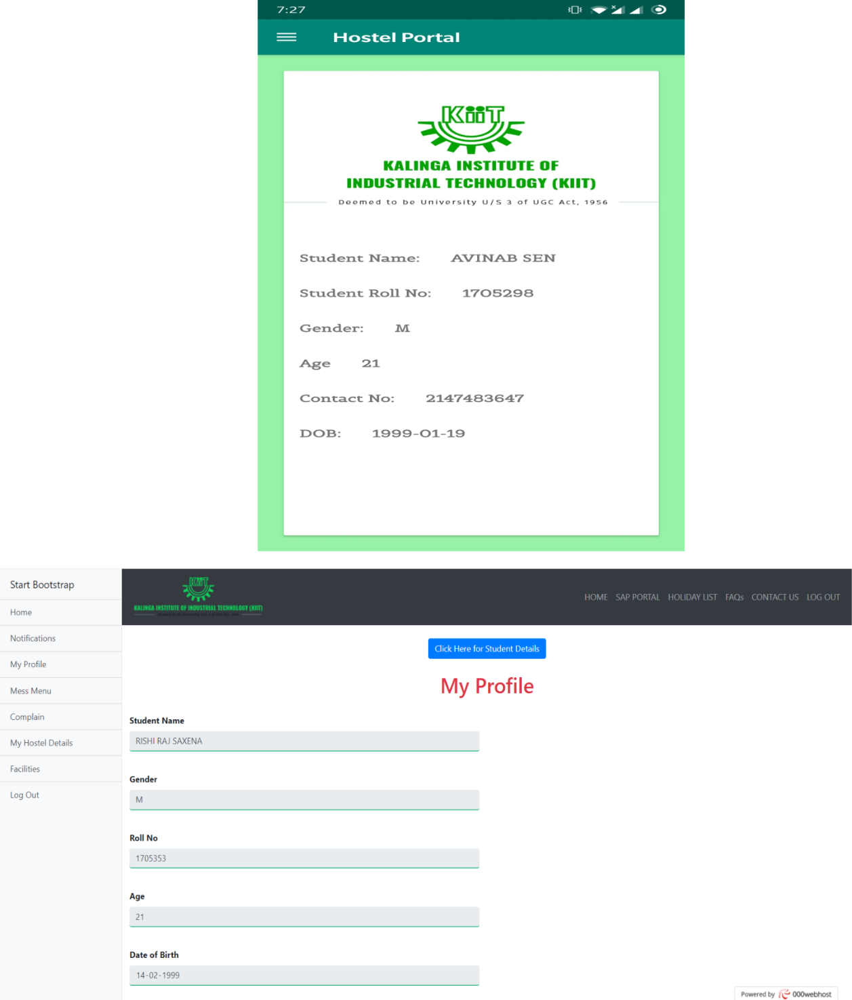 7:27
Hostel Portal
KiiT
KALINGA INSTITUTE OF
INDUSTRIAL TECHNOLOGY (KIIT)
Deemed to be University U/S 3 of UGC Act, 1956
Student Name: AVINAB SEN
Student Roll No: 1705298
Gender: M
Age 21
Contact No: 2147483647
DOB: 1999-01-19
Start Bootstrap
Home
Notifications
My Profile
Mess Menu
Complain
My Hostel Details
Facilities
Log Out
KiiT
KALINGA INSTITUTE OF INDUSTRIAL TECHNOLOGY (KIIT)
HOME SAP PORTAL HOLIDAY LIST FAQs CONTACT US LOG OUT
Click Here for Student Details
My Profile
Student Name
RISHI RAJ SAXENA
Gender
M
Roll No
1705353
Age
21
Date of Birth
14-02-1999
Powered by 000webhost